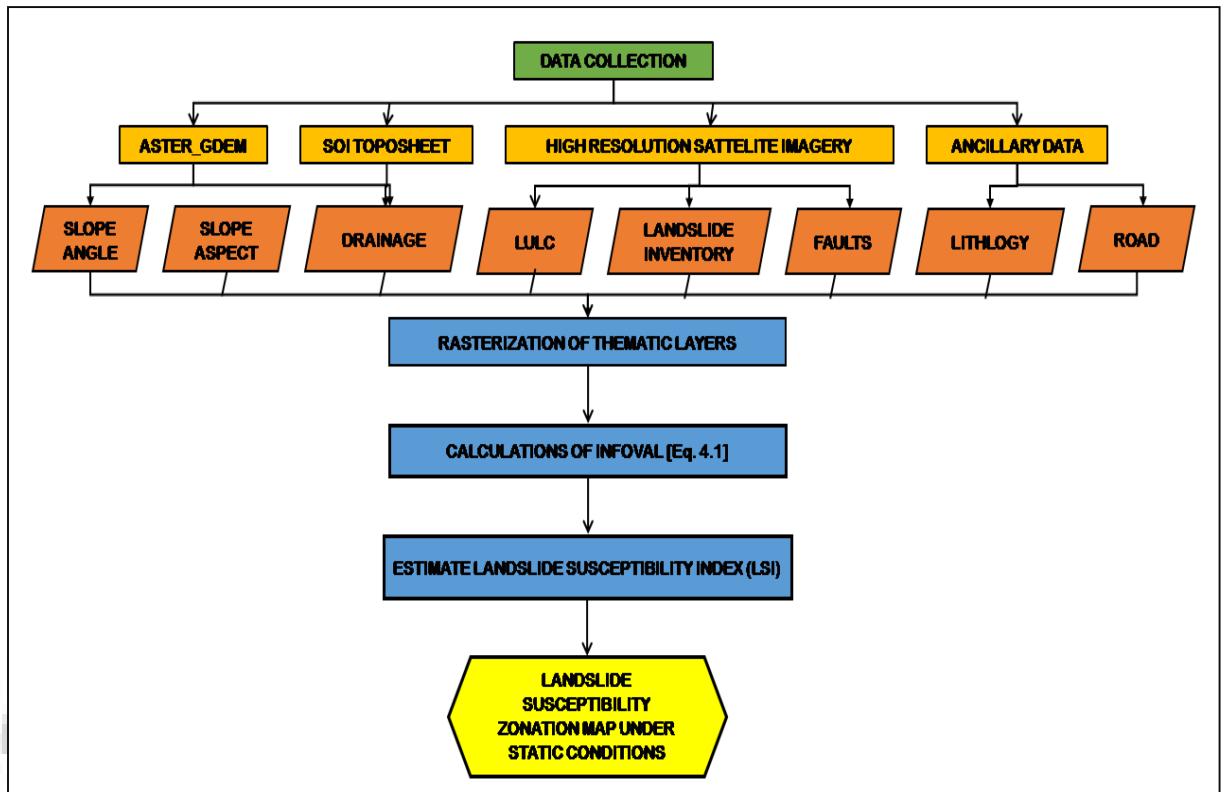 DATA COLLECTION
ASTER_GDEM
SOI TOPOSHEET
HIGH RESOLUTION SATTELITE IMAGERY
ANCILLARY DATA
SLOPE
ANGLE
SLOPE
ASPECT
DRAINAGE
LULC
LANDSLIDE
INVENTORY
FAULTS
LITHLOGY
ROAD
RASTERIZATION OF THEMATIC LAYERS
CALCULATIONS OF INFOVAL [Eq. 4.1]
ESTIMATE LANDSLIDE SUSCEPTIBILITY INDEX (LSI)
LANDSLIDE
SUSCEPTIBILITY
ZONATION MAP UNDER
STATIC CONDITIONS